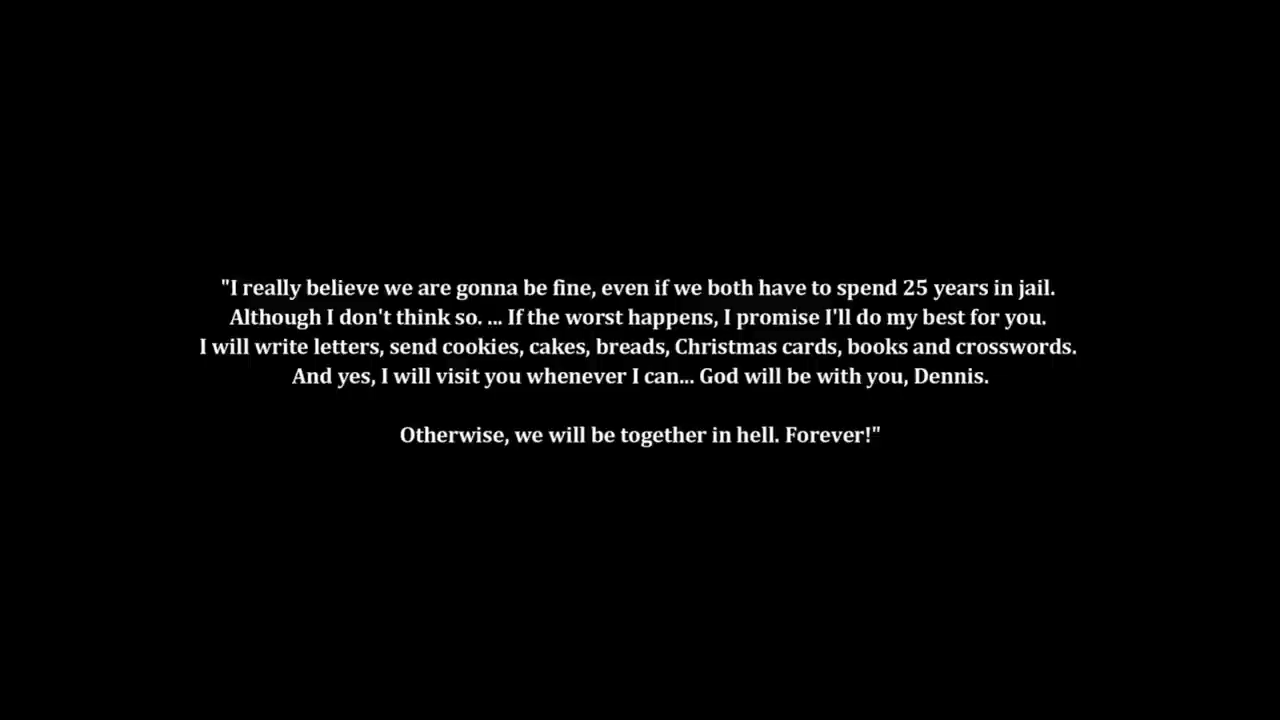 "I really believe we are gonna be fine, even if we both have to spend 25 years in jail.
Although I don't think so. ... If the worst happens, I promise I'll do my best for you.
I will write letters, send cookies, cakes, breads, Christmas cards, books and crosswords.
And yes, I will visit you whenever I can... God will be with you, Dennis.
Otherwise, we will be together in hell. Forever!"